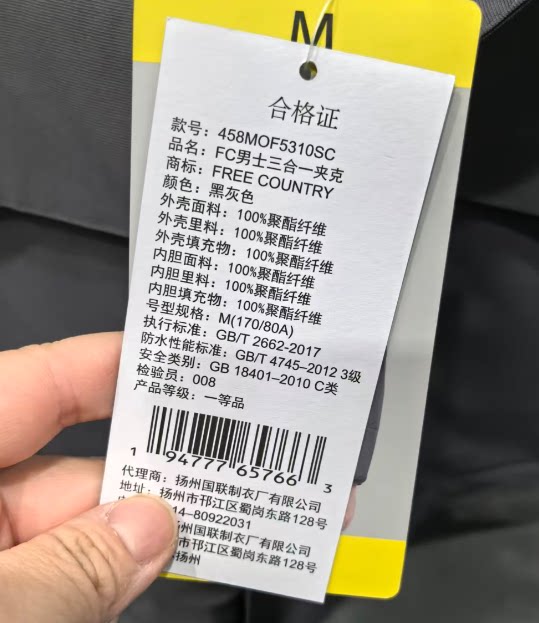 M
合格证
款号：458MOF5310SC
品名：FC男士三合一夹克
商标：FREE COUNTRY
颜色：黑灰色
外壳面料：100%聚酯纤维
外壳里料：100%聚酯纤维
外壳填充物：100%聚酯纤维
内胆面料：100%聚酯纤维
内胆里料：100%聚酯纤维
内胆填充物：100%聚酯纤维
号型规格：M(170/80A)
执行标准：GB/T 2662-2017
防水性能标准：GB/T 4745-2012 3级
安全类别：GB 18401-2010 C类
检验员：008
产品等级：一等品
1 94777 65766 3
代理商：扬州国联制衣厂有限公司
地址：扬州市邗江区蜀岗东路128号
14-80922031
州国联制衣厂有限公司
市邗江区蜀岗东路128号
扬州